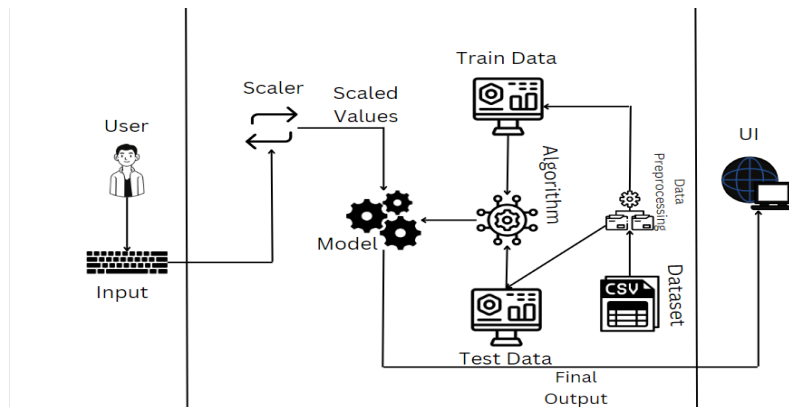 User
Input
Scaler
Scaled
Values
Model
Train Data
Algorithm
Test Data
Data
Preprocessing
CSV
Dataset
Final
Output
UI